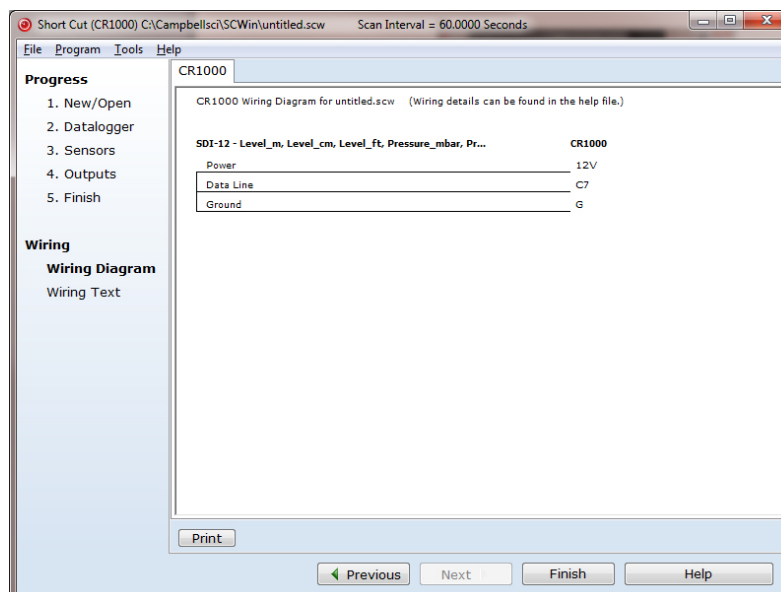 Short Cut (CR1000) C:\Campbellsci\SCWin\untitled.scw Scan Interval = 60.0000 Seconds
File Program Tools Help
Progress
1. New/Open
2. Datalogger
3. Sensors
4. Outputs
5. Finish
Wiring
Wiring Diagram
Wiring Text
CR1000
CR1000 Wiring Diagram for untitled.scw (Wiring details can be found in the help file.)
SDI-12 - Level_m, Level_cm, Level_ft, Pressure_mbar, Pr... CR1000
Power 12V
Data Line C7
Ground G
Print
Previous Next Finish Help